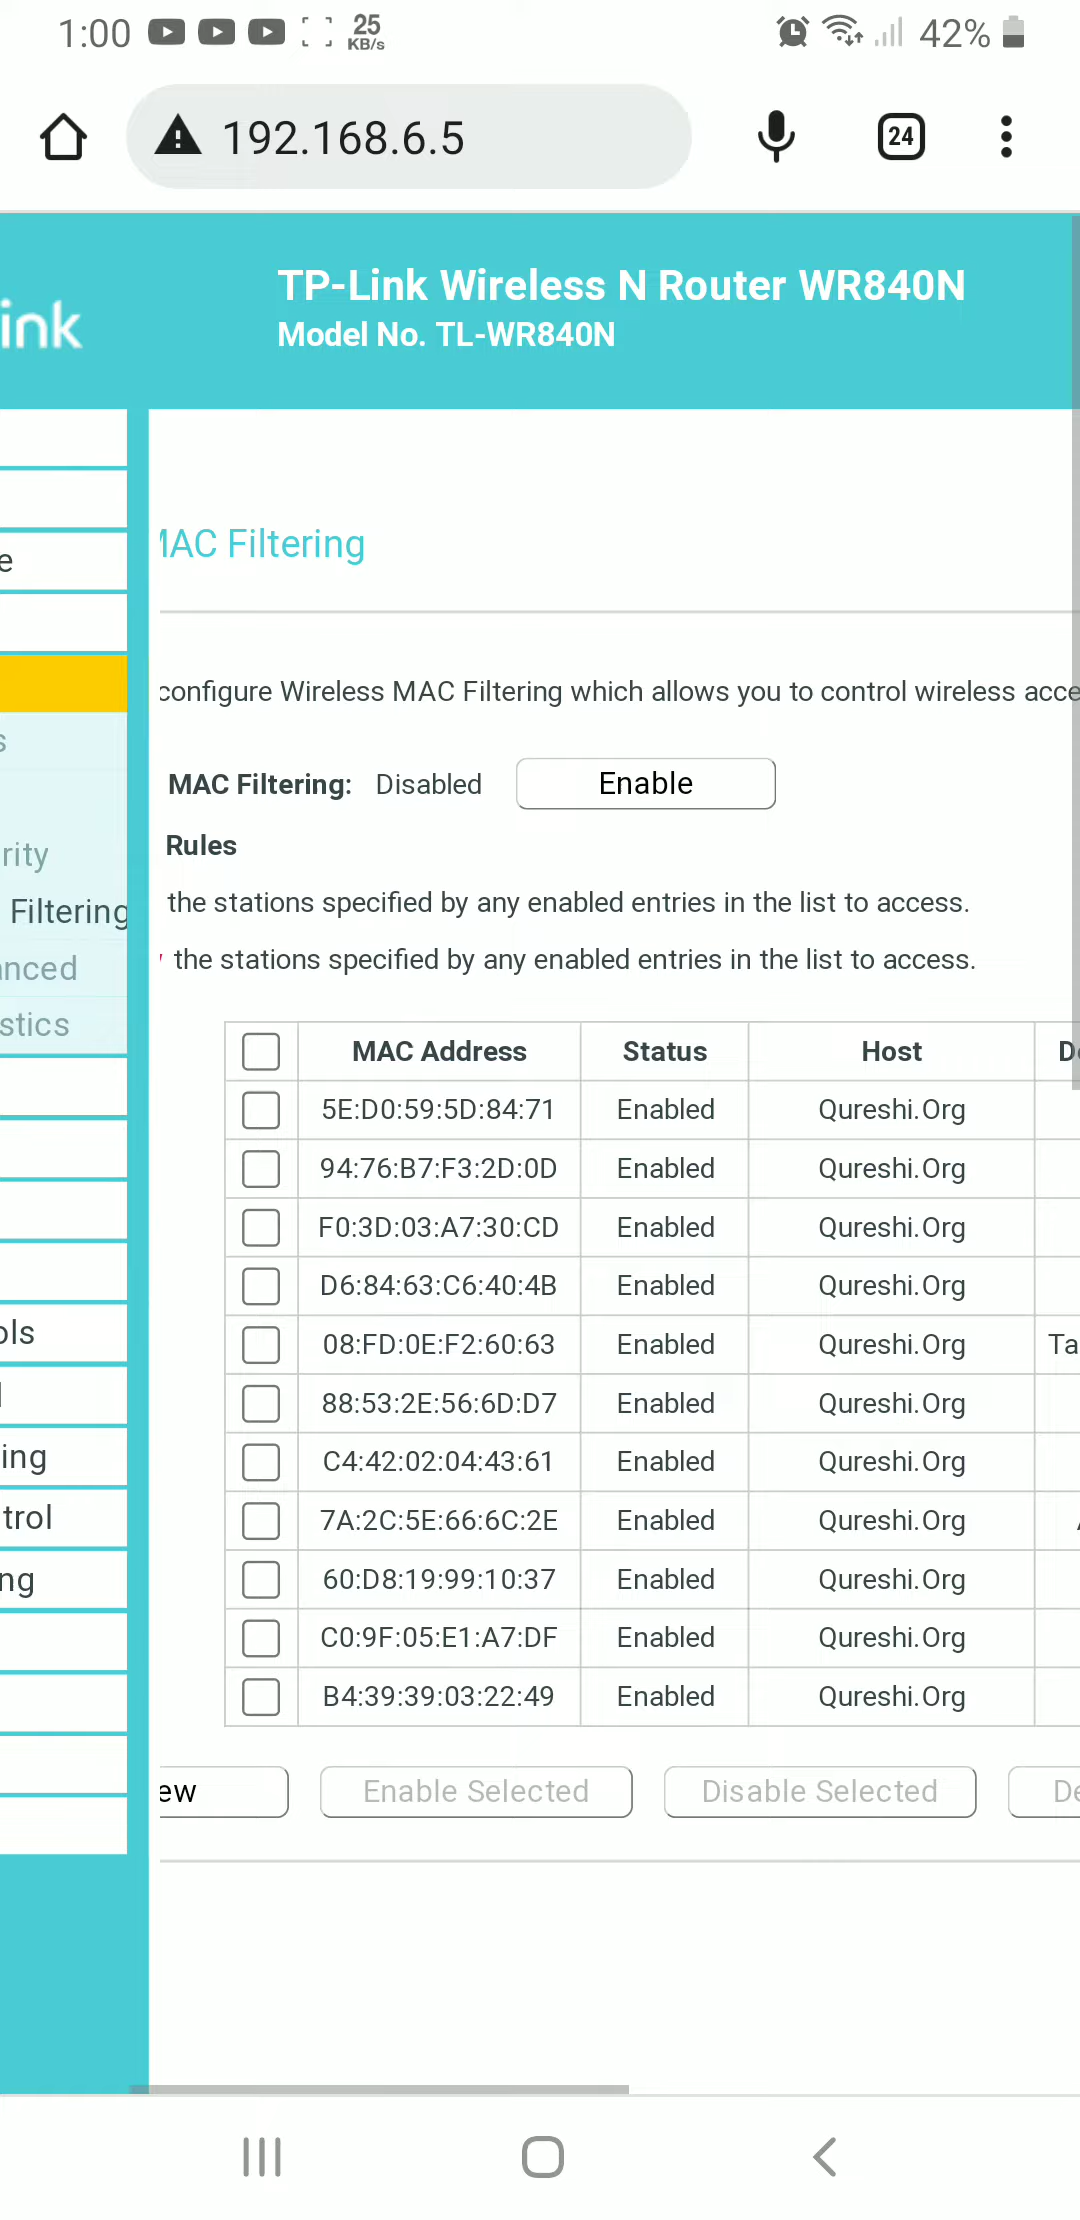 1:00 25 KB/s 42%
192.168.6.5 24
TP-Link Wireless N Router WR840N
ink
Model No. TL-WR840N
e
MAC Filtering
configure Wireless MAC Filtering which allows you to control wireless acce
s
MAC Filtering: Disabled Enable
Rules
rity
the stations specified by any enabled entries in the list to access.
Filtering
the stations specified by any enabled entries in the list to access.
anced
stics
MAC Address Status Host De
5E:D0:59:5D:84:71 Enabled Qureshi.Org
94:76:B7:F3:2D:0D Enabled Qureshi.Org
F0:3D:03:A7:30:CD Enabled Qureshi.Org
D6:84:63:C6:40:4B Enabled Qureshi.Org
ols
08:FD:0E:F2:60:63 Enabled Qureshi.Org Ta
88:53:2E:56:6D:D7 Enabled Qureshi.Org
ing
C4:42:02:04:43:61 Enabled Qureshi.Org
trol
7A:2C:5E:66:6C:2E Enabled Qureshi.Org
ng
60:D8:19:99:10:37 Enabled Qureshi.Org
C0:9F:05:E1:A7:DF Enabled Qureshi.Org
B4:39:39:03:22:49 Enabled Qureshi.Org
ew Enable Selected Disable Selected De